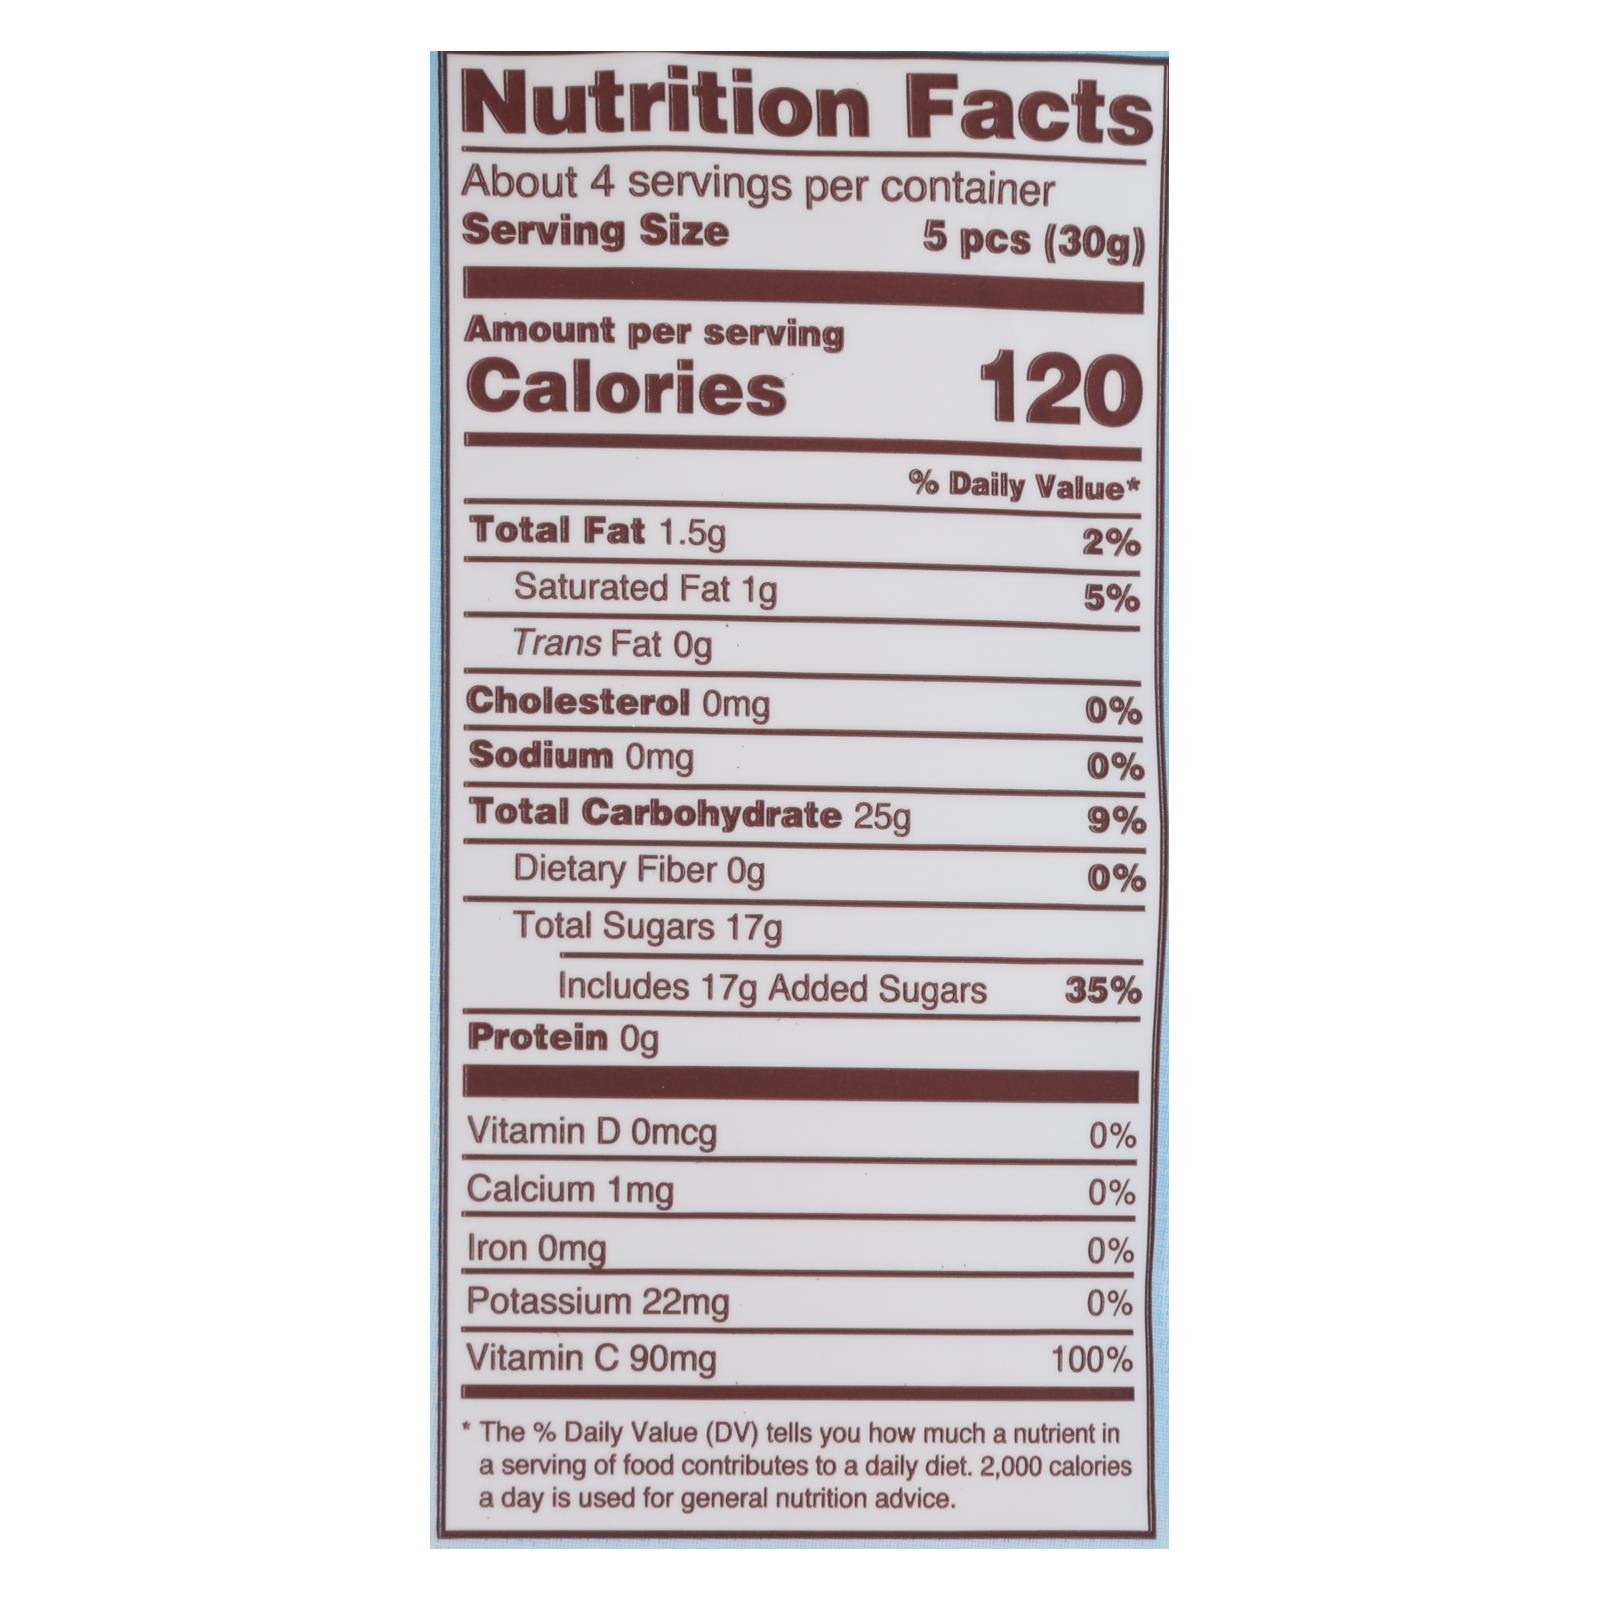 Nutrition Facts
About 4 servings per container
Serving Size 5 pcs (30g)
Amount per serving
Calories 120
% Daily Value*
Total Fat 1.5g 2%
Saturated Fat 1g 5%
Trans Fat 0g
Cholesterol 0mg 0%
Sodium 0mg 0%
Total Carbohydrate 25g 9%
Dietary Fiber 0g 0%
Total Sugars 17g
Includes 17g Added Sugars 35%
Protein 0g
Vitamin D 0mcg 0%
Calcium 1mg 0%
Iron 0mg 0%
Potassium 22mg 0%
Vitamin C 90mg 100%
* The % Daily Value (DV) tells you how much a nutrient in
a serving of food contributes to a daily diet. 2,000 calories
a day is used for general nutrition advice.